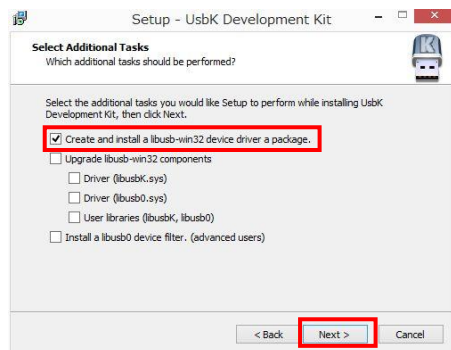 Setup - UsbK Development Kit
Select Additional Tasks
Which additional tasks should be performed?
Select the additional tasks you would like Setup to perform while installing UsbK
Development Kit, then click Next.
Create and install a libusb-win32 device driver a package.
Upgrade libusb-win32 components
Driver (libusbK.sys)
Driver (libusb0.sys)
User libraries (libusbK, libusb0)
Install a libusb0 device filter. (advanced users)
< Back Next > Cancel